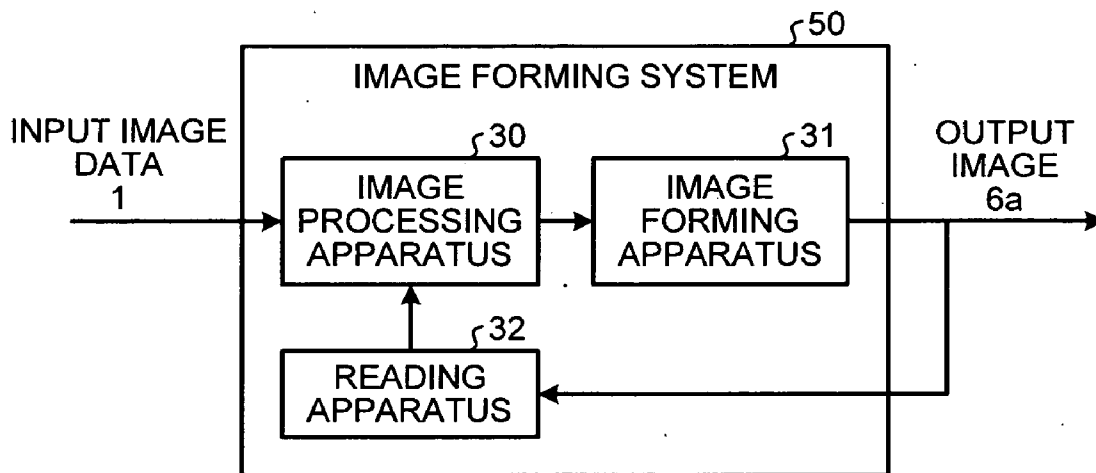 50
IMAGE FORMING SYSTEM
INPUT IMAGE
DATA
1
30
IMAGE
PROCESSING
APPARATUS
31
IMAGE
FORMING
APPARATUS
OUTPUT
IMAGE
6a
32
READING
APPARATUS